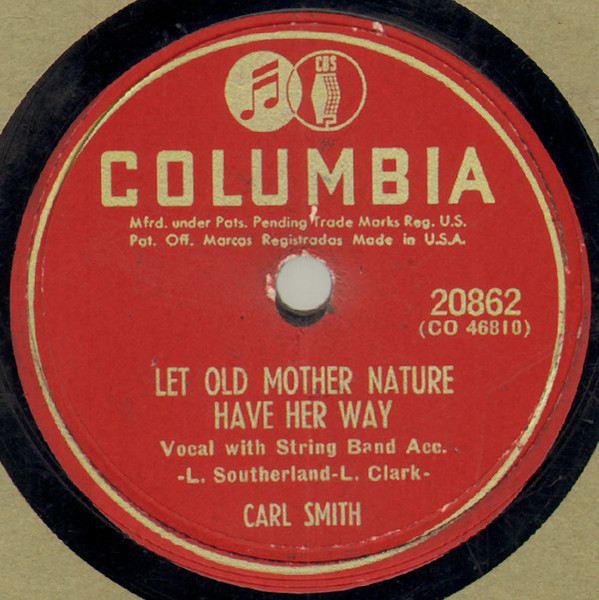 CBS
COLUMBIA
Mfrd. under Pats. Pending Trade Marks Reg. U.S.
Pat. Off. Marcas Registradas Made in U.S.A.
20862
(CO 46810)
LET OLD MOTHER NATURE
HAVE HER WAY
Vocal with String Band Acc.
-L. Southerland-L. Clark-
CARL SMITH